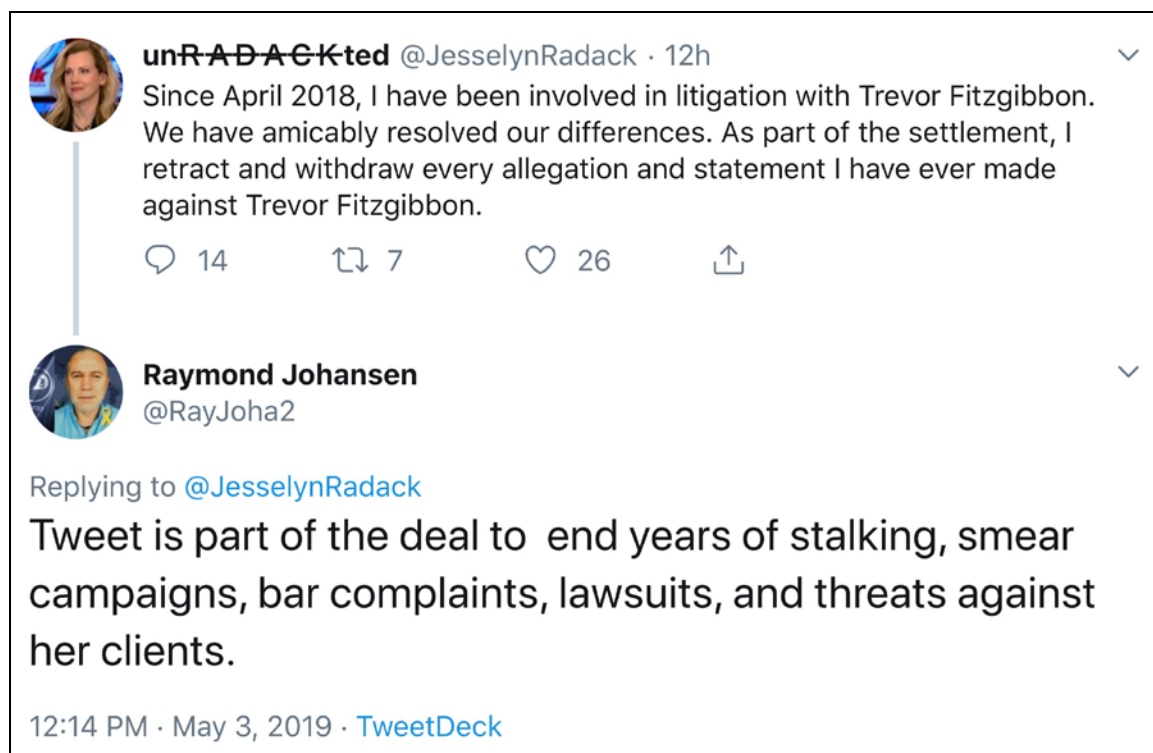 unRADACKted @JesselynRadack · 12h
Since April 2018, I have been involved in litigation with Trevor Fitzgibbon.
We have amicably resolved our differences. As part of the settlement, I
retract and withdraw every allegation and statement I have ever made
against Trevor Fitzgibbon.
14 7 26
Raymond Johansen
@RayJoha2
Replying to @JesselynRadack
Tweet is part of the deal to  end years of stalking, smear
campaigns, bar complaints, lawsuits, and threats against
her clients.
12:14 PM · May 3, 2019 · TweetDeck